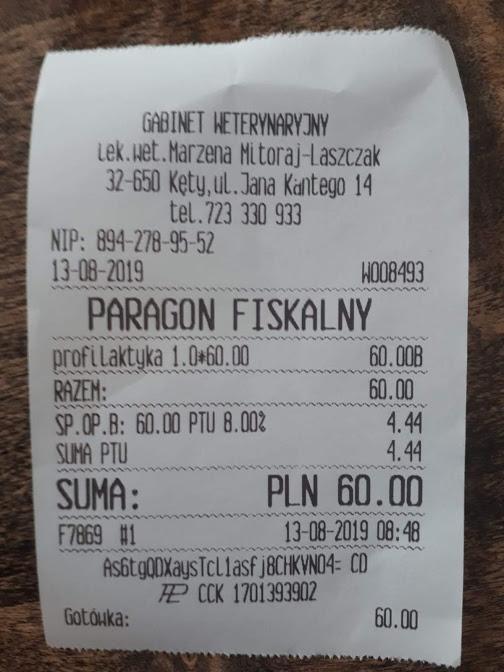 GABINET WETERYNARYJNY
Lek.wet.Marzena Mitoraj-Laszczak
32-650 Kęty,ul.Jana Kantego 14
tel.723 330 933
NIP: 894-278-95-52
13-08-2019 W008493
PARAGON FISKALNY
profilaktyka 1.0*60.00 60.00B
RAZEM: 60.00
SP.OP.B: 60.00 PTU 8.00% 4.44
SUMA PTU 4.44
SUMA: PLN 60.00
F7869 #1 13-08-2019 08:48
As6tgQDXaysTcl1asfj8CHKVNO4= CD
CCK 1701393902
Gotówka: 60.00